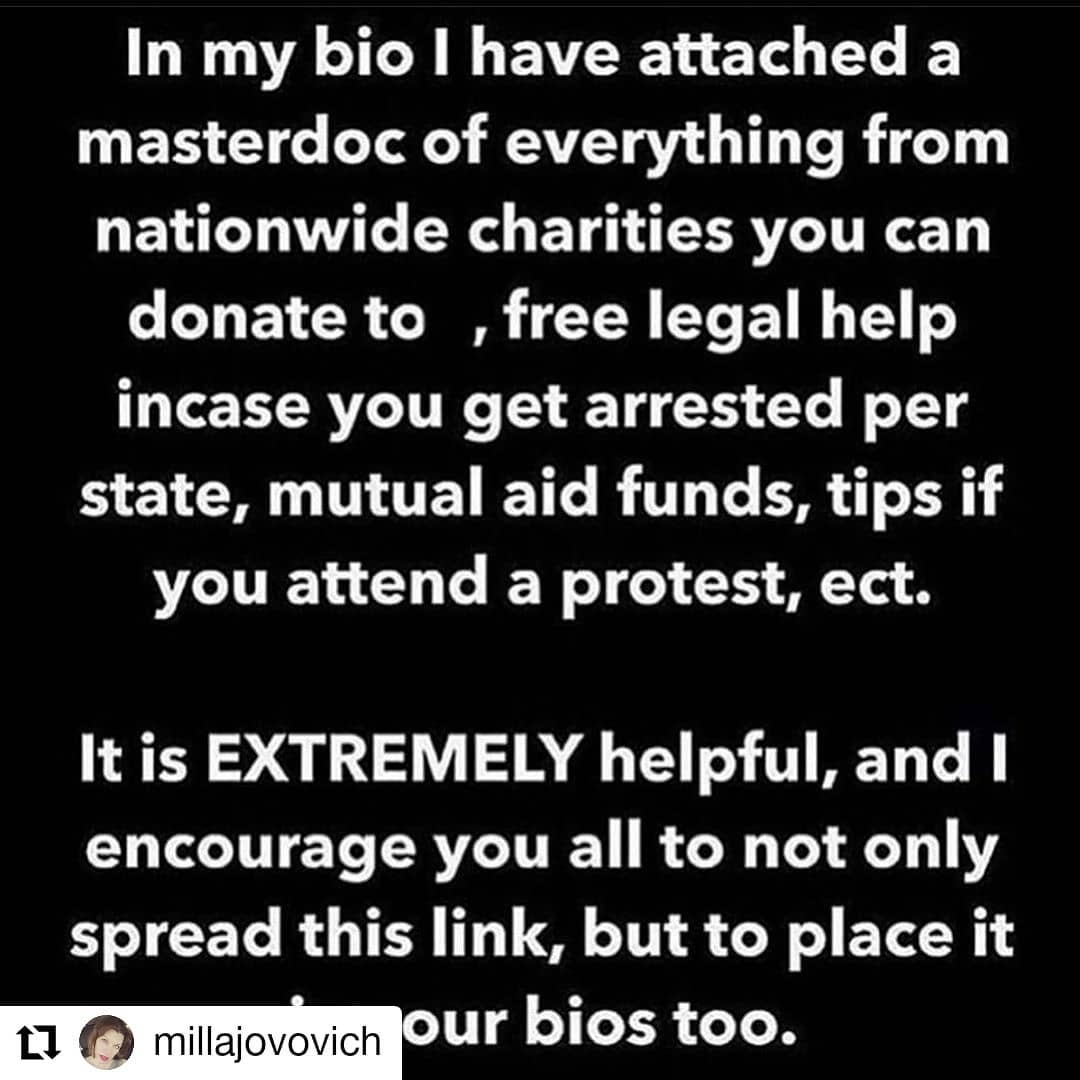 In my bio I have attached a
masterdoc of everything from
nationwide charities you can
donate to , free legal help
incase you get arrested per
state, mutual aid funds, tips if
you attend a protest, ect.
It is EXTREMELY helpful, and I
encourage you all to not only
spread this link, but to place it
our bios too.
millajovovich